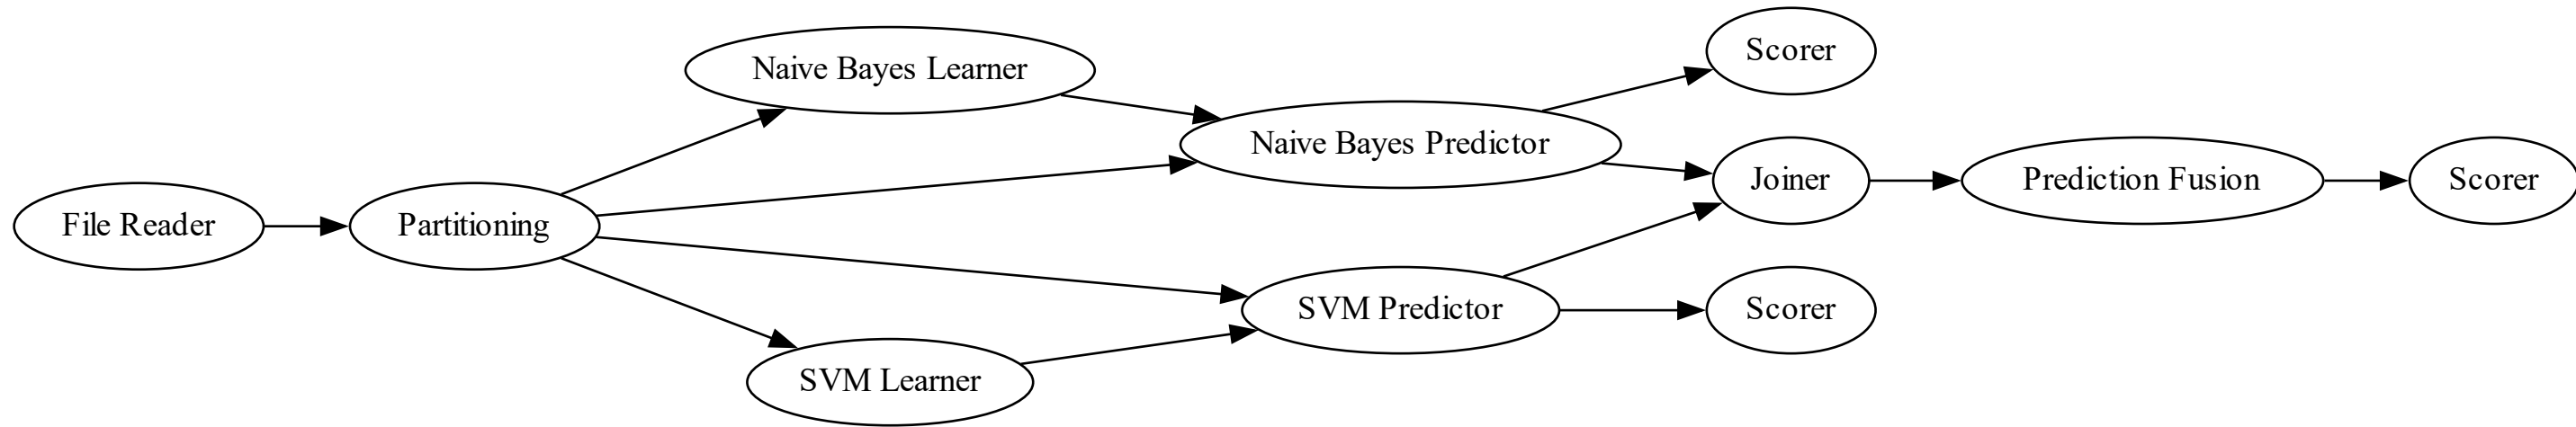 File Reader
Partitioning
Naive Bayes Learner
SVM Learner
Naive Bayes Predictor
SVM Predictor
Scorer
Joiner
Scorer
Prediction Fusion
Scorer